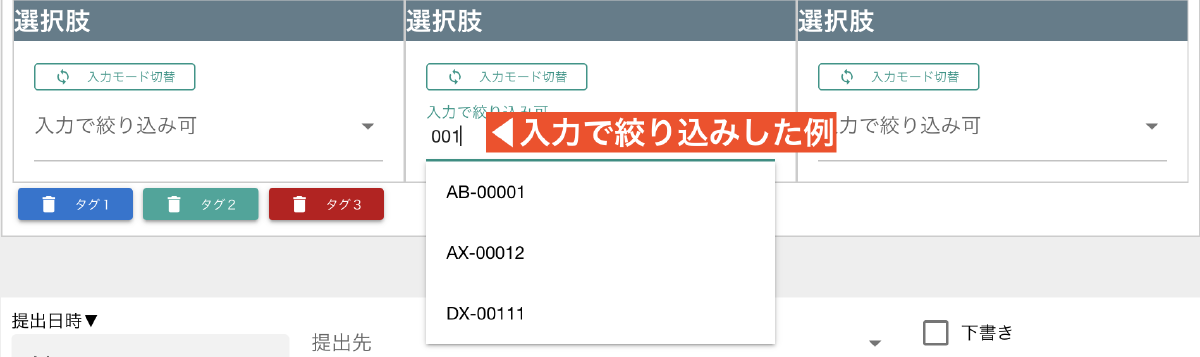 選択肢
選択肢
選択肢
入力モード切替
入力モード切替
入力モード切替
入力で絞り込み可
入力で絞り込み可
001
◀入力で絞り込みした例
力で絞り込み可
AB-00001
AX-00012
DX-00111
タグ1
タグ2
タグ3
提出日時▼
提出先
下書き